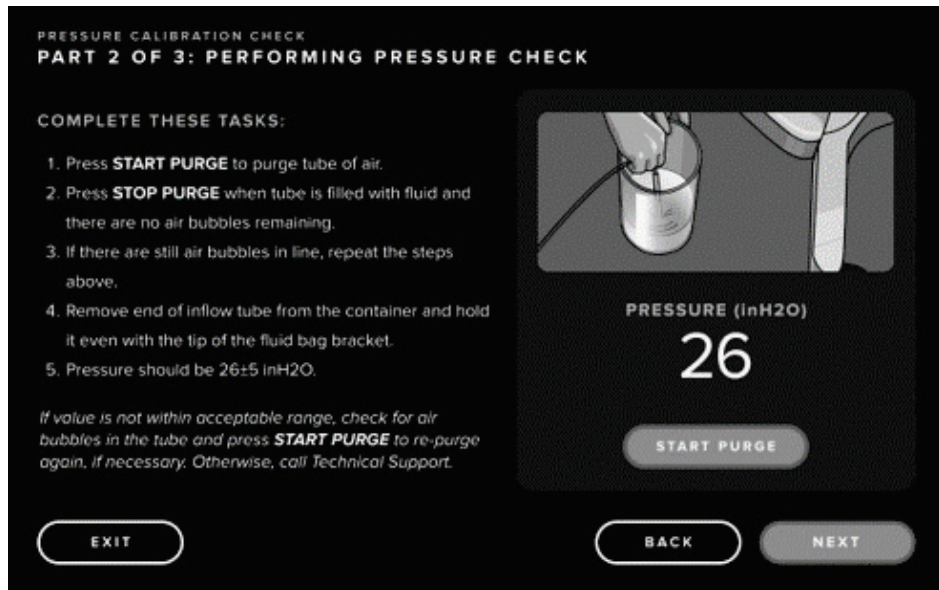 PRESSURE CALIBRATION CHECK
PART 2 OF 3: PERFORMING PRESSURE CHECK
COMPLETE THESE TASKS:
1. Press START PURGE to purge tube of air.
2. Press STOP PURGE when tube is filled with fluid and
there are no air bubbles remaining.
3. If there are still air bubbles in line, repeat the steps
above.
4. Remove end of inflow tube from the container and hold
it even with the tip of the fluid bag bracket.
5. Pressure should be 26±5 inH2O.
If value is not within acceptable range, check for air
bubbles in the tube and press START PURGE to re-purge
again, if necessary. Otherwise, call Technical Support.
PRESSURE (inH2O)
26
START PURGE
EXIT
BACK
NEXT